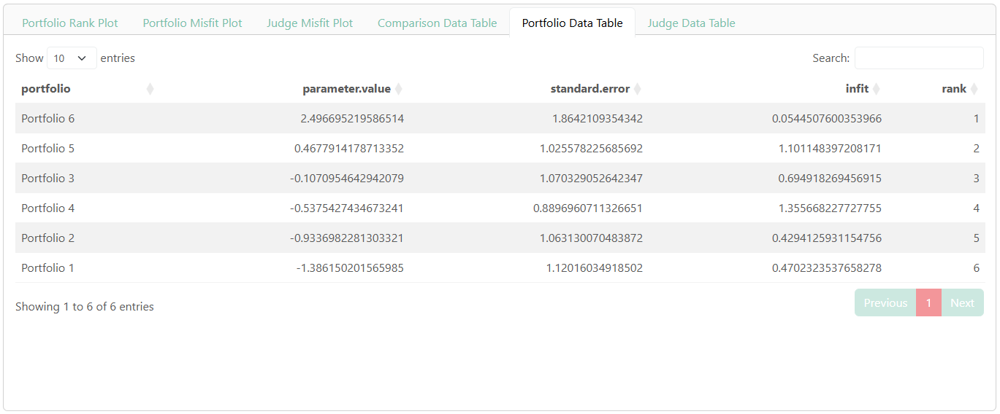 Portfolio Rank Plot Portfolio Misfit Plot Judge Misfit Plot Comparison Data Table Portfolio Data Table Judge Data Table
Show 10 entries Search:
portfolio parameter.value standard.error infit rank
Portfolio 6 2.496695219586514 1.8642109354342 0.0544507600353966 1
Portfolio 5 0.4677914178713352 1.025578225685692 1.101148397208171 2
Portfolio 3 -0.1070954642942079 1.070329052642347 0.694918269456915 3
Portfolio 4 -0.5375427434673241 0.8896960711326651 1.355668227727755 4
Portfolio 2 -0.9336982281303321 1.063130070483872 0.4294125931154756 5
Portfolio 1 -1.386150201565985 1.12016034918502 0.4702323537658278 6
Showing 1 to 6 of 6 entries Previous 1 Next